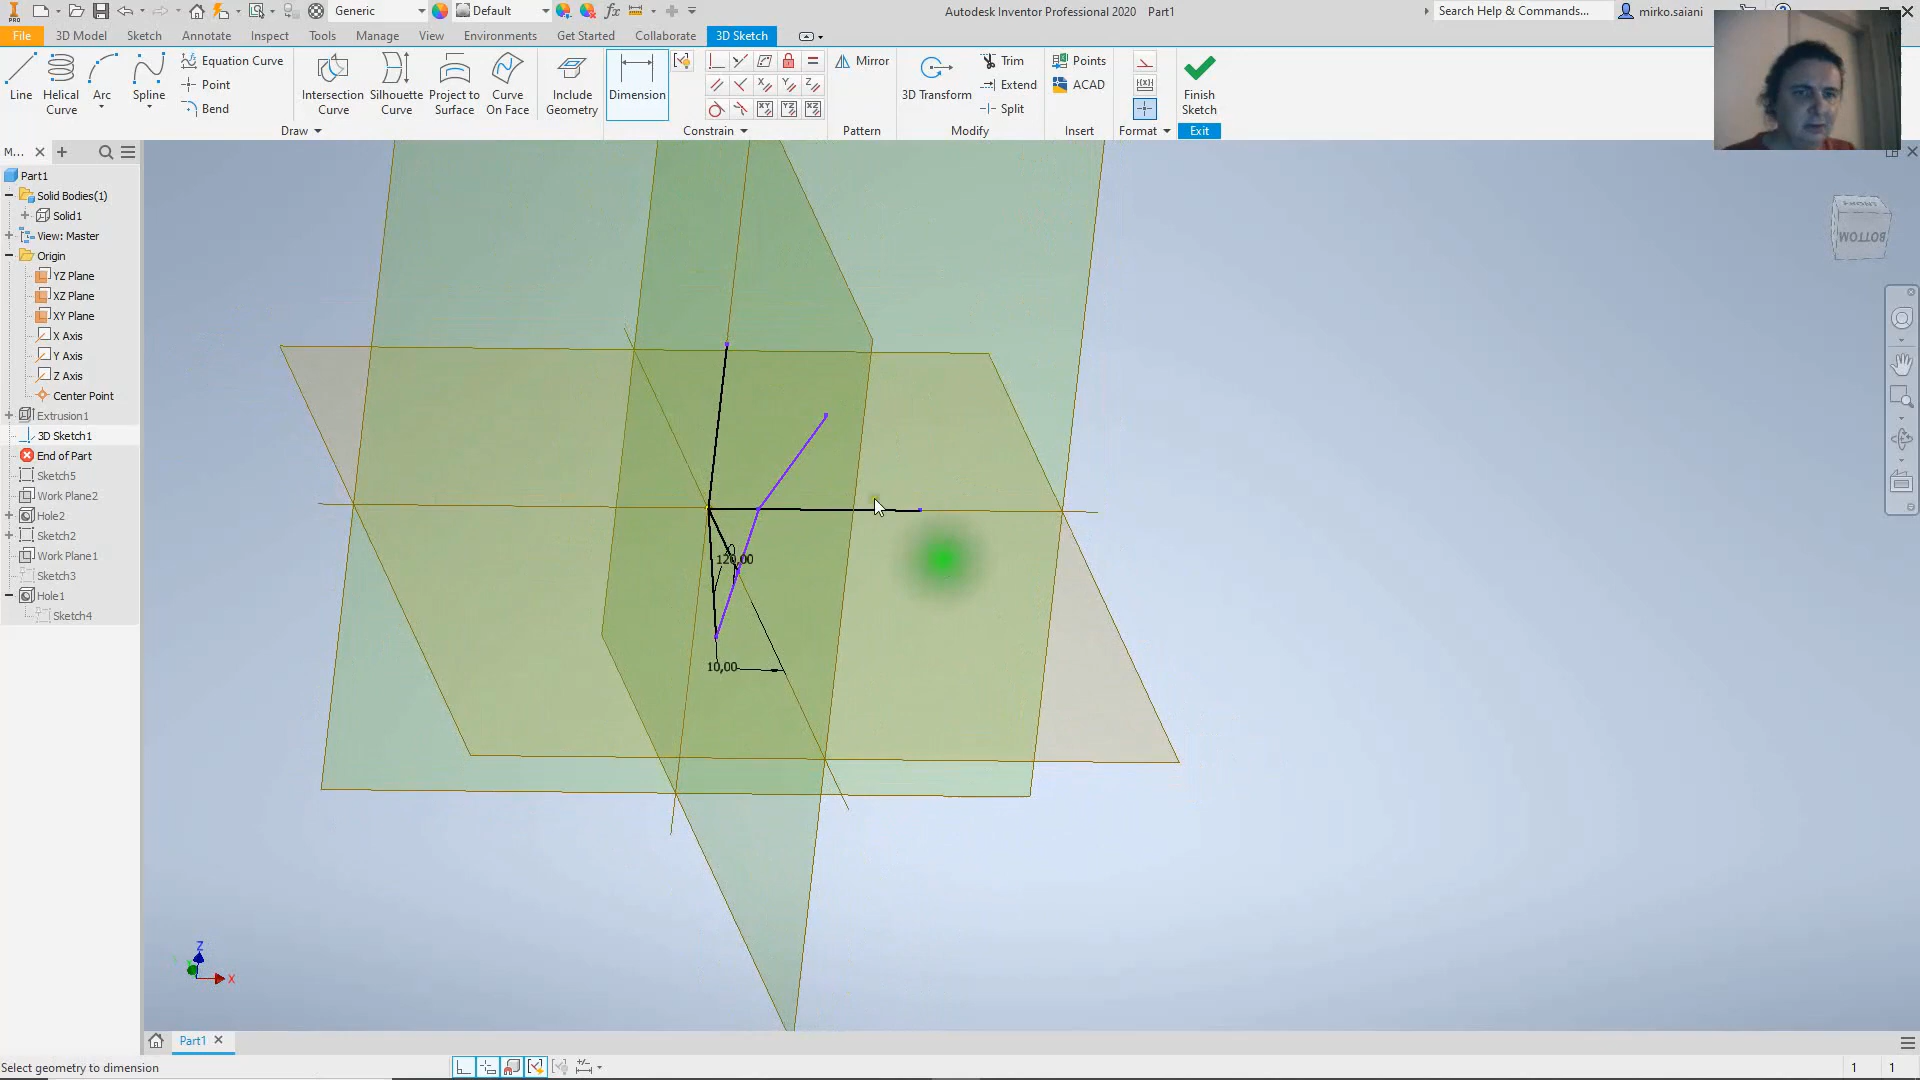 PRO
Generic
Default
Autodesk Inventor Professional 2020 Part1
Search Help & Commands...
mirko.saiani
File
3D Model
Sketch
Annotate
Inspect
Tools
Manage
View
Environments
Get Started
Collaborate
3D Sketch
Line
Helical Curve
Arc
Spline
Equation Curve
Point
Bend
Intersection Curve
Silhouette Curve
Project to Surface
Curve On Face
Include Geometry
Dimension
Mirror
3D Transform
Trim
Extend
Split
Points
ACAD
Finish Sketch
Draw
Constrain
Pattern
Modify
Insert
Format
Exit
M...
Part1
Solid Bodies(1)
Solid1
View: Master
Origin
YZ Plane
XZ Plane
XY Plane
X Axis
Y Axis
Z Axis
Center Point
Extrusion1
3D Sketch1
End of Part
Sketch5
Work Plane2
Hole2
Sketch2
Work Plane1
Sketch3
Hole1
Sketch4
120,00
10,00
FRONT
BOTTOM
Z
X
Part1
Select geometry to dimension
1 1